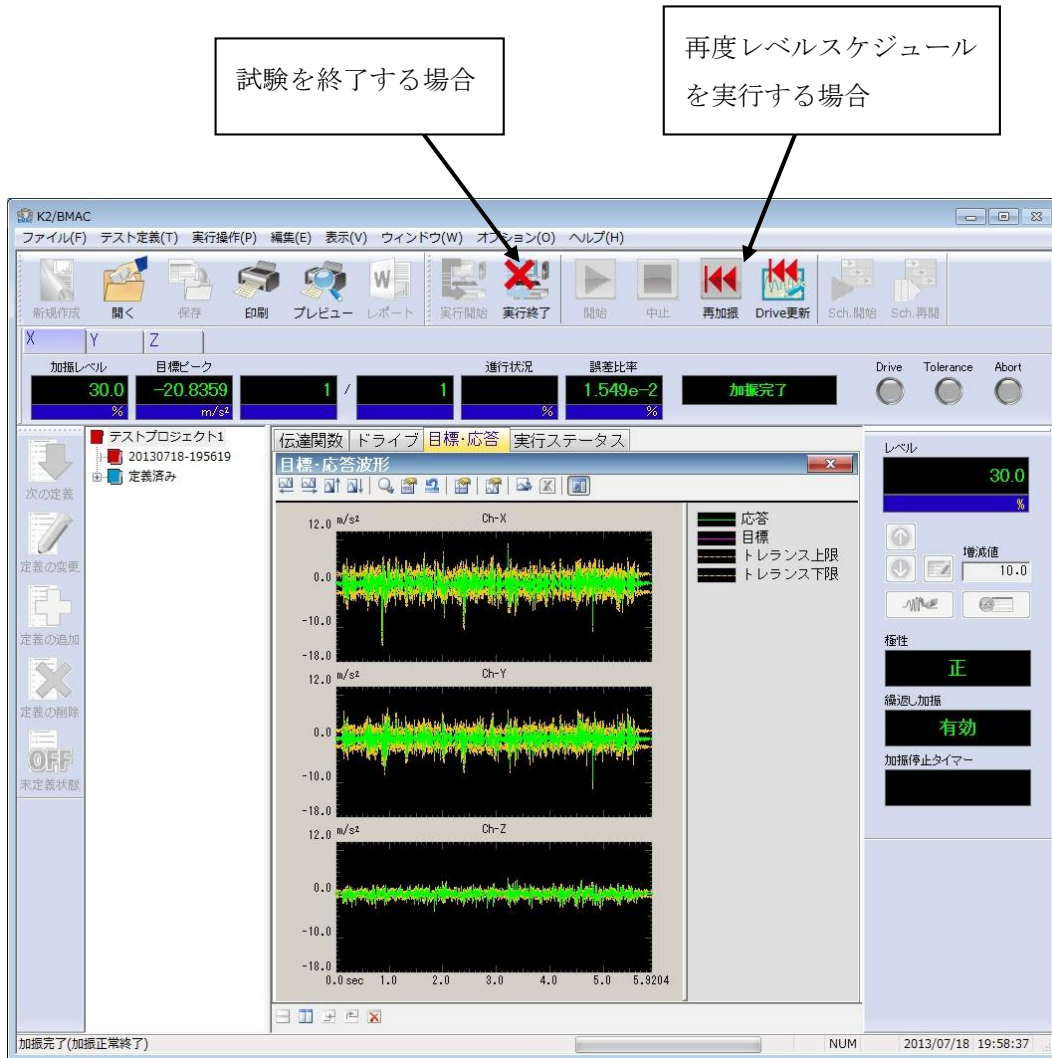 試験を終了する場合
再度レベルスケジュール
を実行する場合
K2/BMAC
ファイル(F) テスト定義(T) 実行操作(P) 編集(E) 表示(V) ウィンドウ(W) オプション(O) ヘルプ(H)
新規作成 開く 保存 印刷 プレビュー レポート 実行開始 実行終了 開始 中止 再加振 Drive更新 Sch.開始 Sch.再開
X Y Z
加振レベル 目標ピーク 進行状況 誤差比率 Drive Tolerance Abort
30.0 -20.8359 1 / 1 1.549e-2 加振完了
% m/s² % %
テストプロジェクト1
20130718-195619
定義済み
次の定義
定義の変更
定義の追加
定義の削除
OFF
未定義状態
伝達関数 ドライブ 目標・応答 実行ステータス
目標・応答波形
12.0 m/s² Ch-X
0.0
-10.0
-18.0
12.0 m/s² Ch-Y
0.0
-10.0
-18.0
12.0 m/s² Ch-Z
0.0
-10.0
-18.0
0.0 sec 1.0 2.0 3.0 4.0 5.0 5.9204
応答
目標
トレランス上限
トレランス下限
レベル
30.0
%
増減値
10.0
極性
正
繰返し加振
有効
加振停止タイマー
加振完了(加振正常終了) NUM 2013/07/18 19:58:37